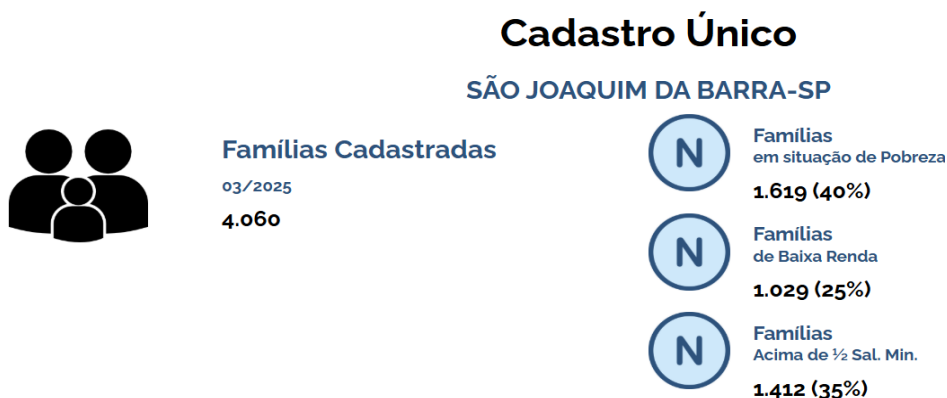 Cadastro Único
SÃO JOAQUIM DA BARRA-SP
Famílias Cadastradas
03/2025
4.060
N
Famílias
em situação de Pobreza
1.619 (40%)
N
Famílias
de Baixa Renda
1.029 (25%)
N
Famílias
Acima de ½ Sal. Min.
1.412 (35%)